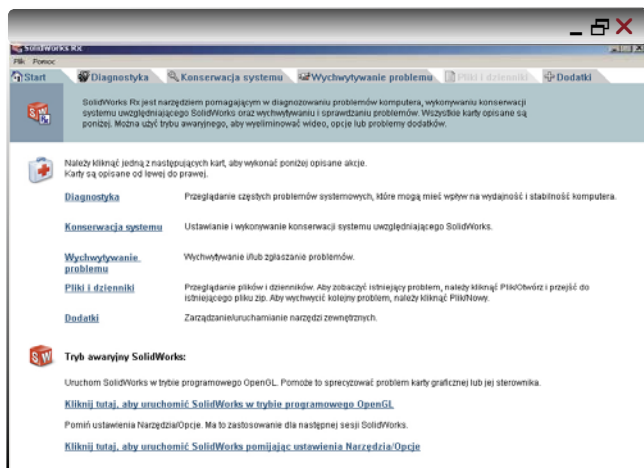 SolidWorks Rx
Plik Pomoc
Start Diagnostyka Konserwacja systemu Wychwytywanie problemu Pliki i dzienniki Dodatki
SolidWorks Rx jest narzędziem pomagającym w diagnozowaniu problemów komputera, wykonywaniu konserwacji
systemu uwzględniającego SolidWorks oraz wychwytywaniu i sprawdzaniu problemów. Wszystkie karty opisane są
poniżej. Można użyć trybu awaryjnego, aby wyeliminować wideo, opcje lub problemy dodatków.
Należy kliknąć jedną z następujących kart, aby wykonać poniżej opisane akcje.
Karty są opisane od lewej do prawej.
Diagnostyka Przeglądanie częstych problemów systemowych, które mogą mieć wpływ na wydajność i stabilność komputera.
Konserwacja systemu Ustawianie i wykonywanie konserwacji systemu uwzględniającego SolidWorks.
Wychwytywanie Wychwytywanie i/lub zgłaszanie problemów.
problemu
Pliki i dzienniki Przeglądanie plików i dzienników. Aby zobaczyć istniejący problem, należy kliknąć Plik/Otwórz i przejść do
istniejącego pliku zip. Aby wychwycić kolejny problem, należy kliknąć Plik/Nowy.
Dodatki Zarządzanie/uruchamianie narzędzi zewnętrznych.
Tryb awaryjny SolidWorks:
Uruchom SolidWorks w trybie programowego OpenGL. Pomoże to sprecyzować problem karty graficznej lub jej sterownika.
Kliknij tutaj, aby uruchomić SolidWorks w trybie programowego OpenGL
Pomiń ustawienia Narzędzia/Opcje. Ma to zastosowanie dla następnej sesji SolidWorks.
Kliknij tutaj, aby uruchomić SolidWorks pomijając ustawienia Narzędzia/Opcje